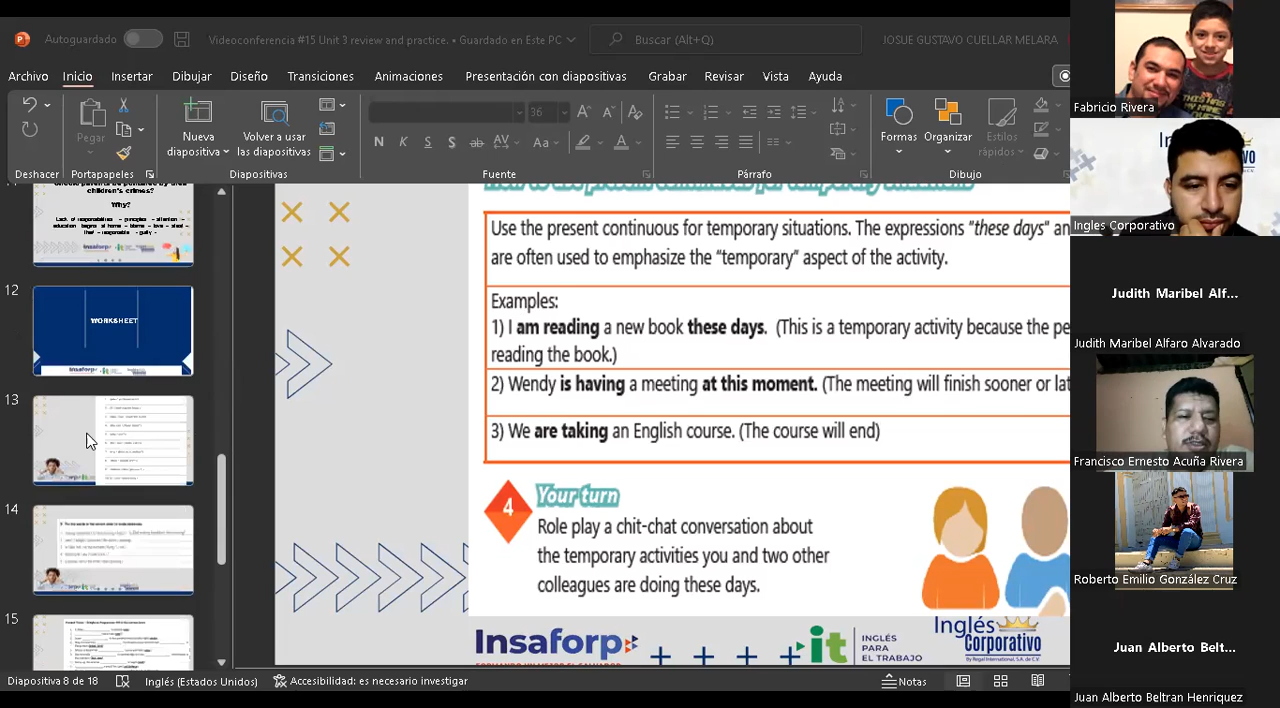 Autoguardado
Videoconferencia #15 Unit 3 review and practice. • Guardado en Este PC
Buscar (Alt+Q)
JOSUE GUSTAVO CUELLAR MELARA
Archivo Inicio Insertar Dibujar Diseño Transiciones Animaciones Presentación con diapositivas Grabar Revisar Vista Ayuda
Pegar
Nueva diapositiva
Volver a usar las diapositivas
36
N K S S ab AV Aa A
Formas Organizar Estilos rápidos
Deshacer Portapapeles Diapositivas Fuente Párrafo Dibujo
children's crimes?
Why?
12
WORKSHEET
13
14
15
Use the present continuous for temporary situations. The expressions "these days" an
are often used to emphasize the "temporary" aspect of the activity.
Examples:
1) I am reading a new book these days. (This is a temporary activity because the pe
reading the book.)
2) Wendy is having a meeting at this moment. (The meeting will finish sooner or lat
3) We are taking an English course. (The course will end)
4 Your turn
Role play a chit-chat conversation about
the temporary activities you and two other
colleagues are doing these days.
Insaforp
it
INGLÉS
PARA
EL TRABAJO
Inglés
Corporativo
By Regal International, S.A. de C.V.
Diapositiva 8 de 18
Inglés (Estados Unidos)
Accesibilidad: es necesario investigar
Notas
Fabricio Rivera
Ingles Corporativo
Judith Maribel Alf...
Judith Maribel Alfaro Alvarado
Francisco Ernesto Acuña Rivera
Roberto Emilio González Cruz
Juan Alberto Belt...
Juan Alberto Beltran Henriquez